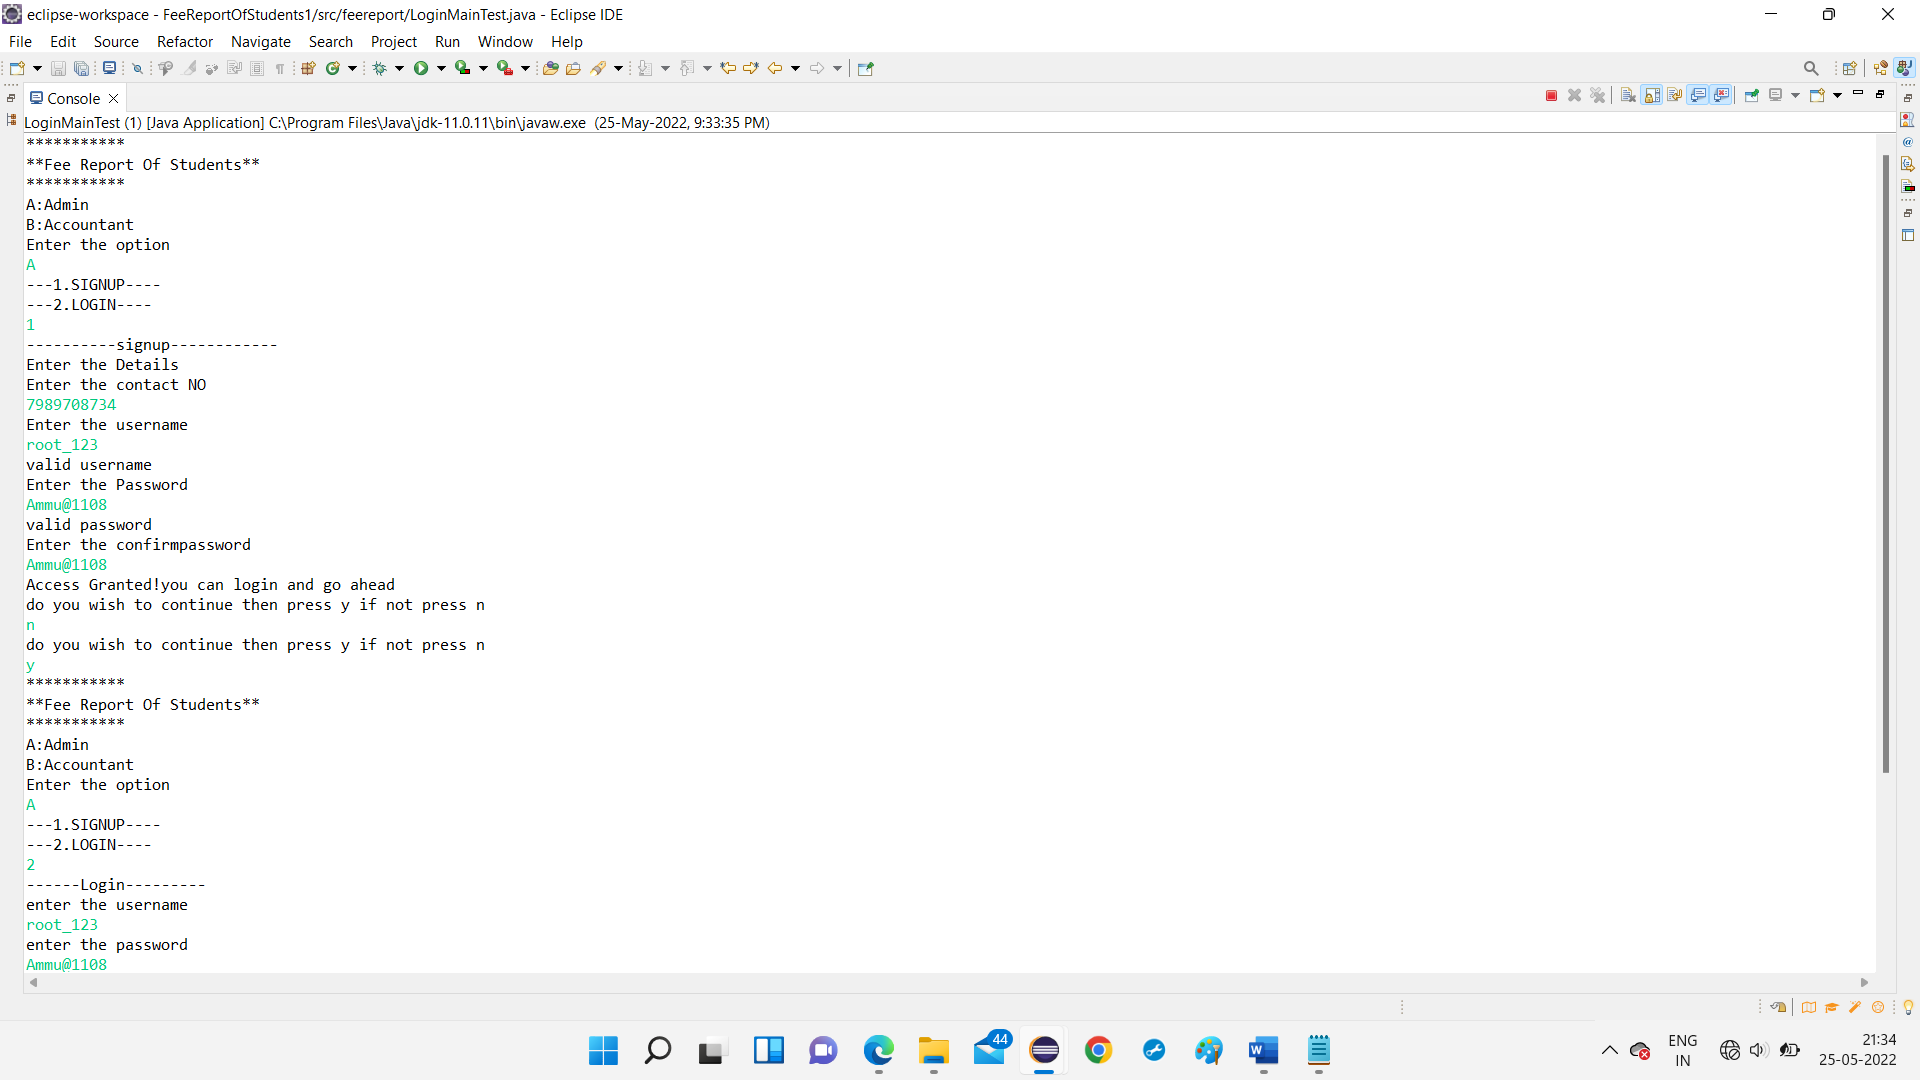 eclipse-workspace - FeeReportOfStudents1/src/feereport/LoginMainTest.java - Eclipse IDE
File Edit Source Refactor Navigate Search Project Run Window Help
Console
LoginMainTest (1) [Java Application] C:\Program Files\Java\jdk-11.0.11\bin\javaw.exe (25-May-2022, 9:33:35 PM)
***********
**Fee Report Of Students**
***********
A:Admin
B:Accountant
Enter the option
A
---1.SIGNUP----
---2.LOGIN----
1
----------signup------------
Enter the Details
Enter the contact NO
7989708734
Enter the username
root_123
valid username
Enter the Password
Ammu@1108
valid password
Enter the confirmpassword
Ammu@1108
Access Granted!you can login and go ahead
do you wish to continue then press y if not press n
n
do you wish to continue then press y if not press n
y
***********
**Fee Report Of Students**
***********
A:Admin
B:Accountant
Enter the option
A
---1.SIGNUP----
---2.LOGIN----
2
------Login---------
enter the username
root_123
enter the password
Ammu@1108
44
ENG
IN
21:34
25-05-2022